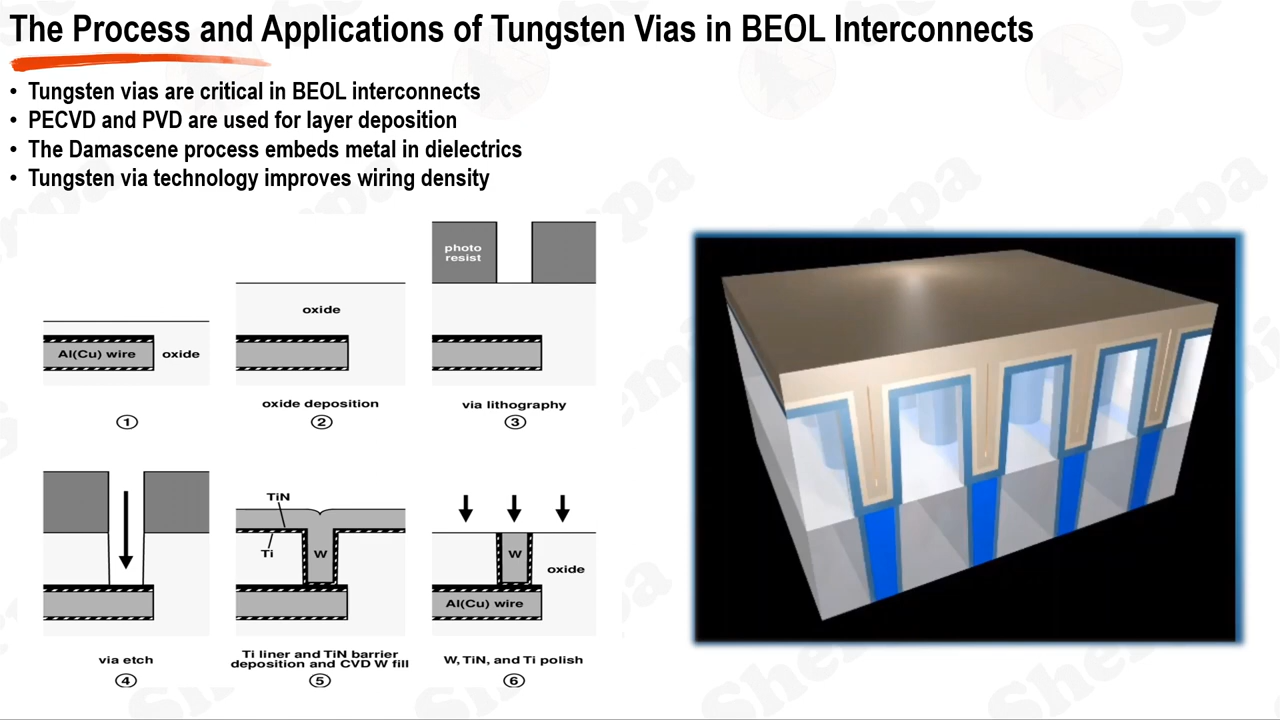 The Process and Applications of Tungsten Vias in BEOL Interconnects
• Tungsten vias are critical in BEOL interconnects
• PECVD and PVD are used for layer deposition
• The Damascene process embeds metal in dielectrics
• Tungsten via technology improves wiring density
Al(Cu) wire
oxide
①
oxide
oxide deposition
②
photo
resist
via lithography
③
via etch
④
TiN
Ti
W
Ti liner and TiN barrier
deposition and CVD W fill
⑤
W
oxide
Al(Cu) wire
W, TiN, and Ti polish
⑥